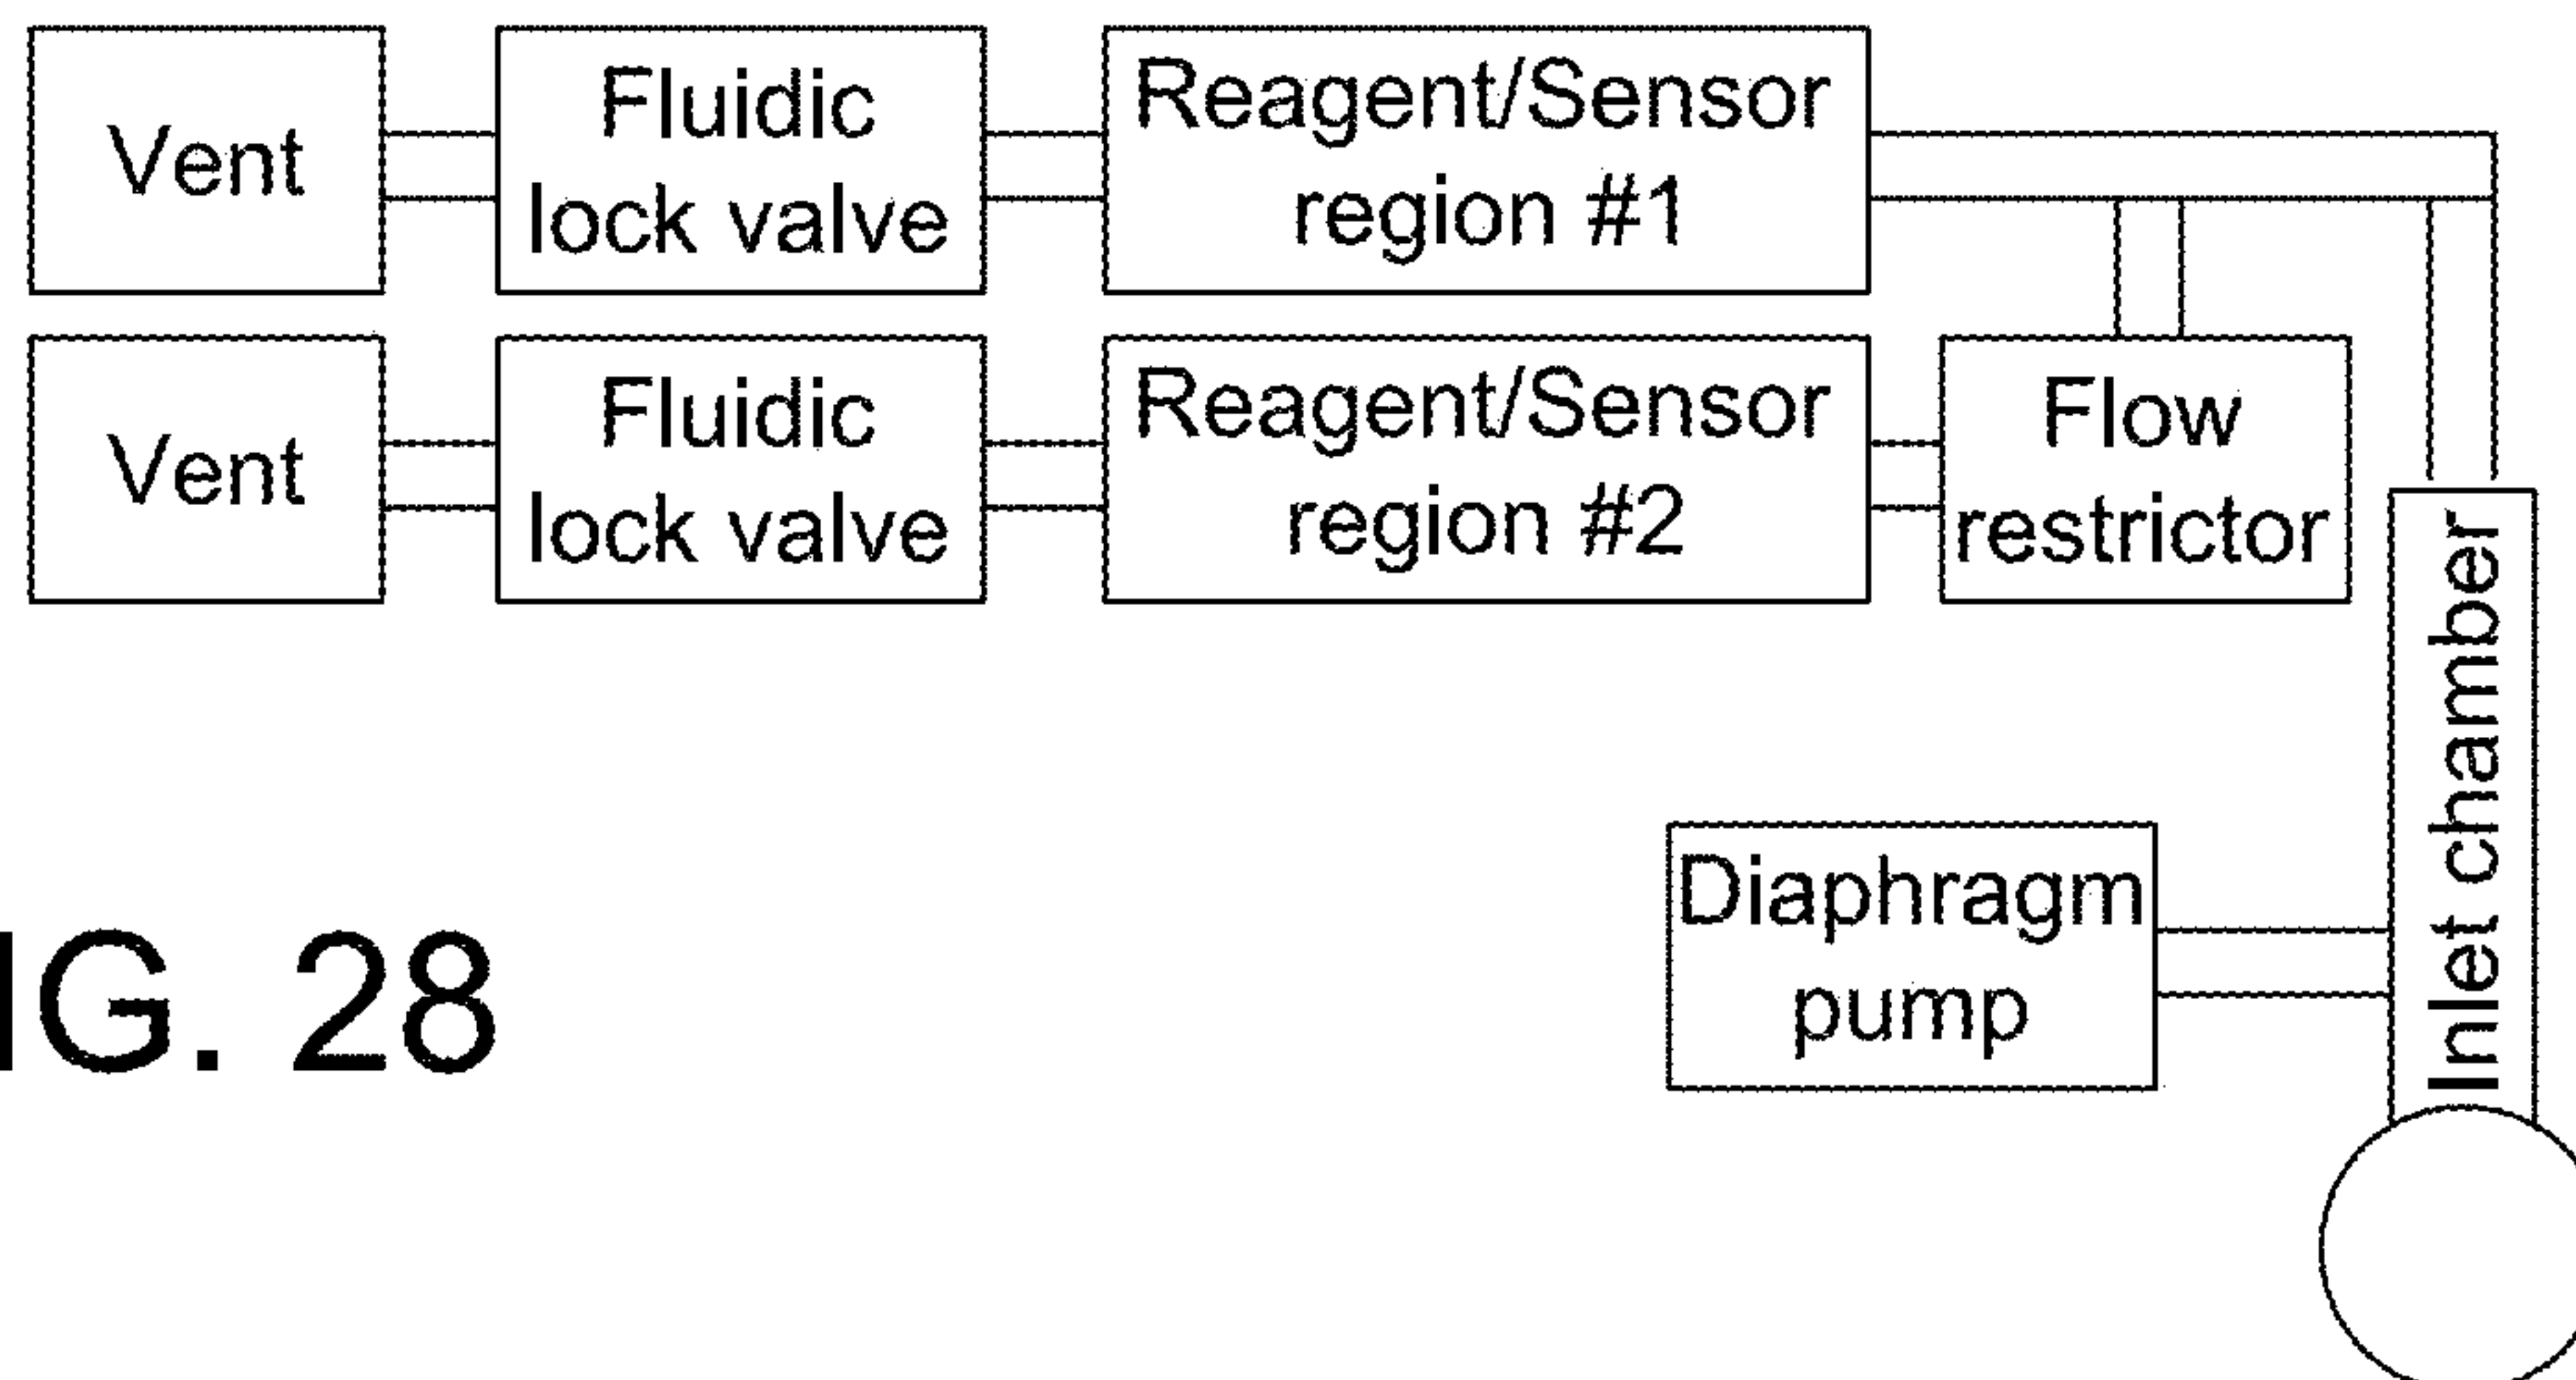 Vent
Fluidic
lock valve
Reagent/Sensor
region #1
Vent
Fluidic
lock valve
Reagent/Sensor
region #2
Flow
restrictor
Inlet chamber
Diaphragm
pump
IG. 28